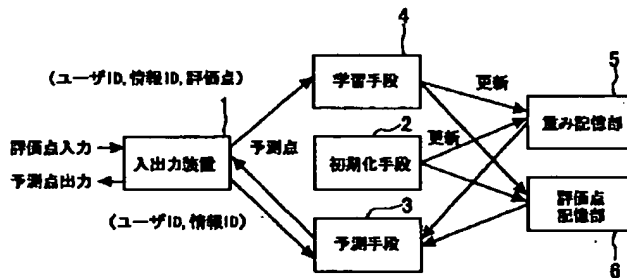 4
(ユーザID,情報ID,評価点)
学習手段
更新
5
1
評価点入力
入出力装置
予測点出力
予測点
2
更新
初期化手段
重み記憶部
(ユーザID,情報ID)
3
予測手段
評価点
記憶部
6